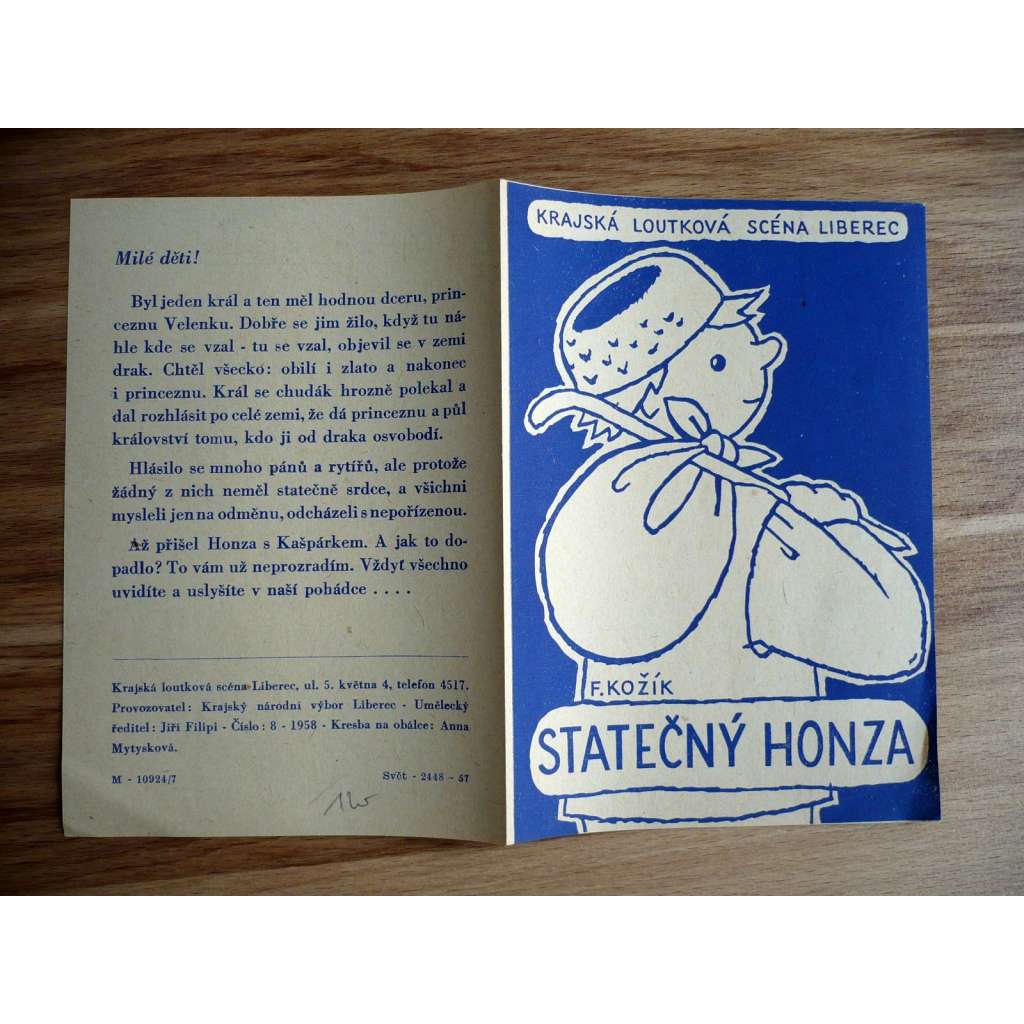 Milé děti!
Byl jeden král a ten měl hodnou dceru, prin-
ceznu Velenku. Dobře se jim žilo, když tu ná-
hle kde se vzal - tu se vzal, objevil se v zemi
drak. Chtěl všecko: obilí i zlato a nakonec
i princeznu. Král se chudák hrozně polekal a
dal rozhlásit po celé zemi, že dá princeznu a půl
království tomu, kdo ji od draka osvobodí.
Hlásilo se mnoho pánů a rytířů, ale protože
žádný z nich neměl statečně srdce, a všichni
mysleli jen na odměnu, odcházeli s nepořízenou.
Až přišel Honza s Kašpárkem. A jak to do-
padlo? To vám už neprozradím. Vždyť všechno
uvidíte a uslyšíte v naší pohádce . . . .
Krajská loutková scéna Liberec, ul. 5. května 4, telefon 4517.
Provozovatel: Krajský národní výbor Liberec - Umělecký
ředitel: Jiří Filipi - Číslo: 8 - 1958 - Kresba na obálce: Anna
Mytysková.
M - 10924/7 Svět - 2448 - 57
KRAJSKÁ LOUTKOVÁ SCÉNA LIBEREC
F. KOŽÍK
STATEČNÝ HONZA